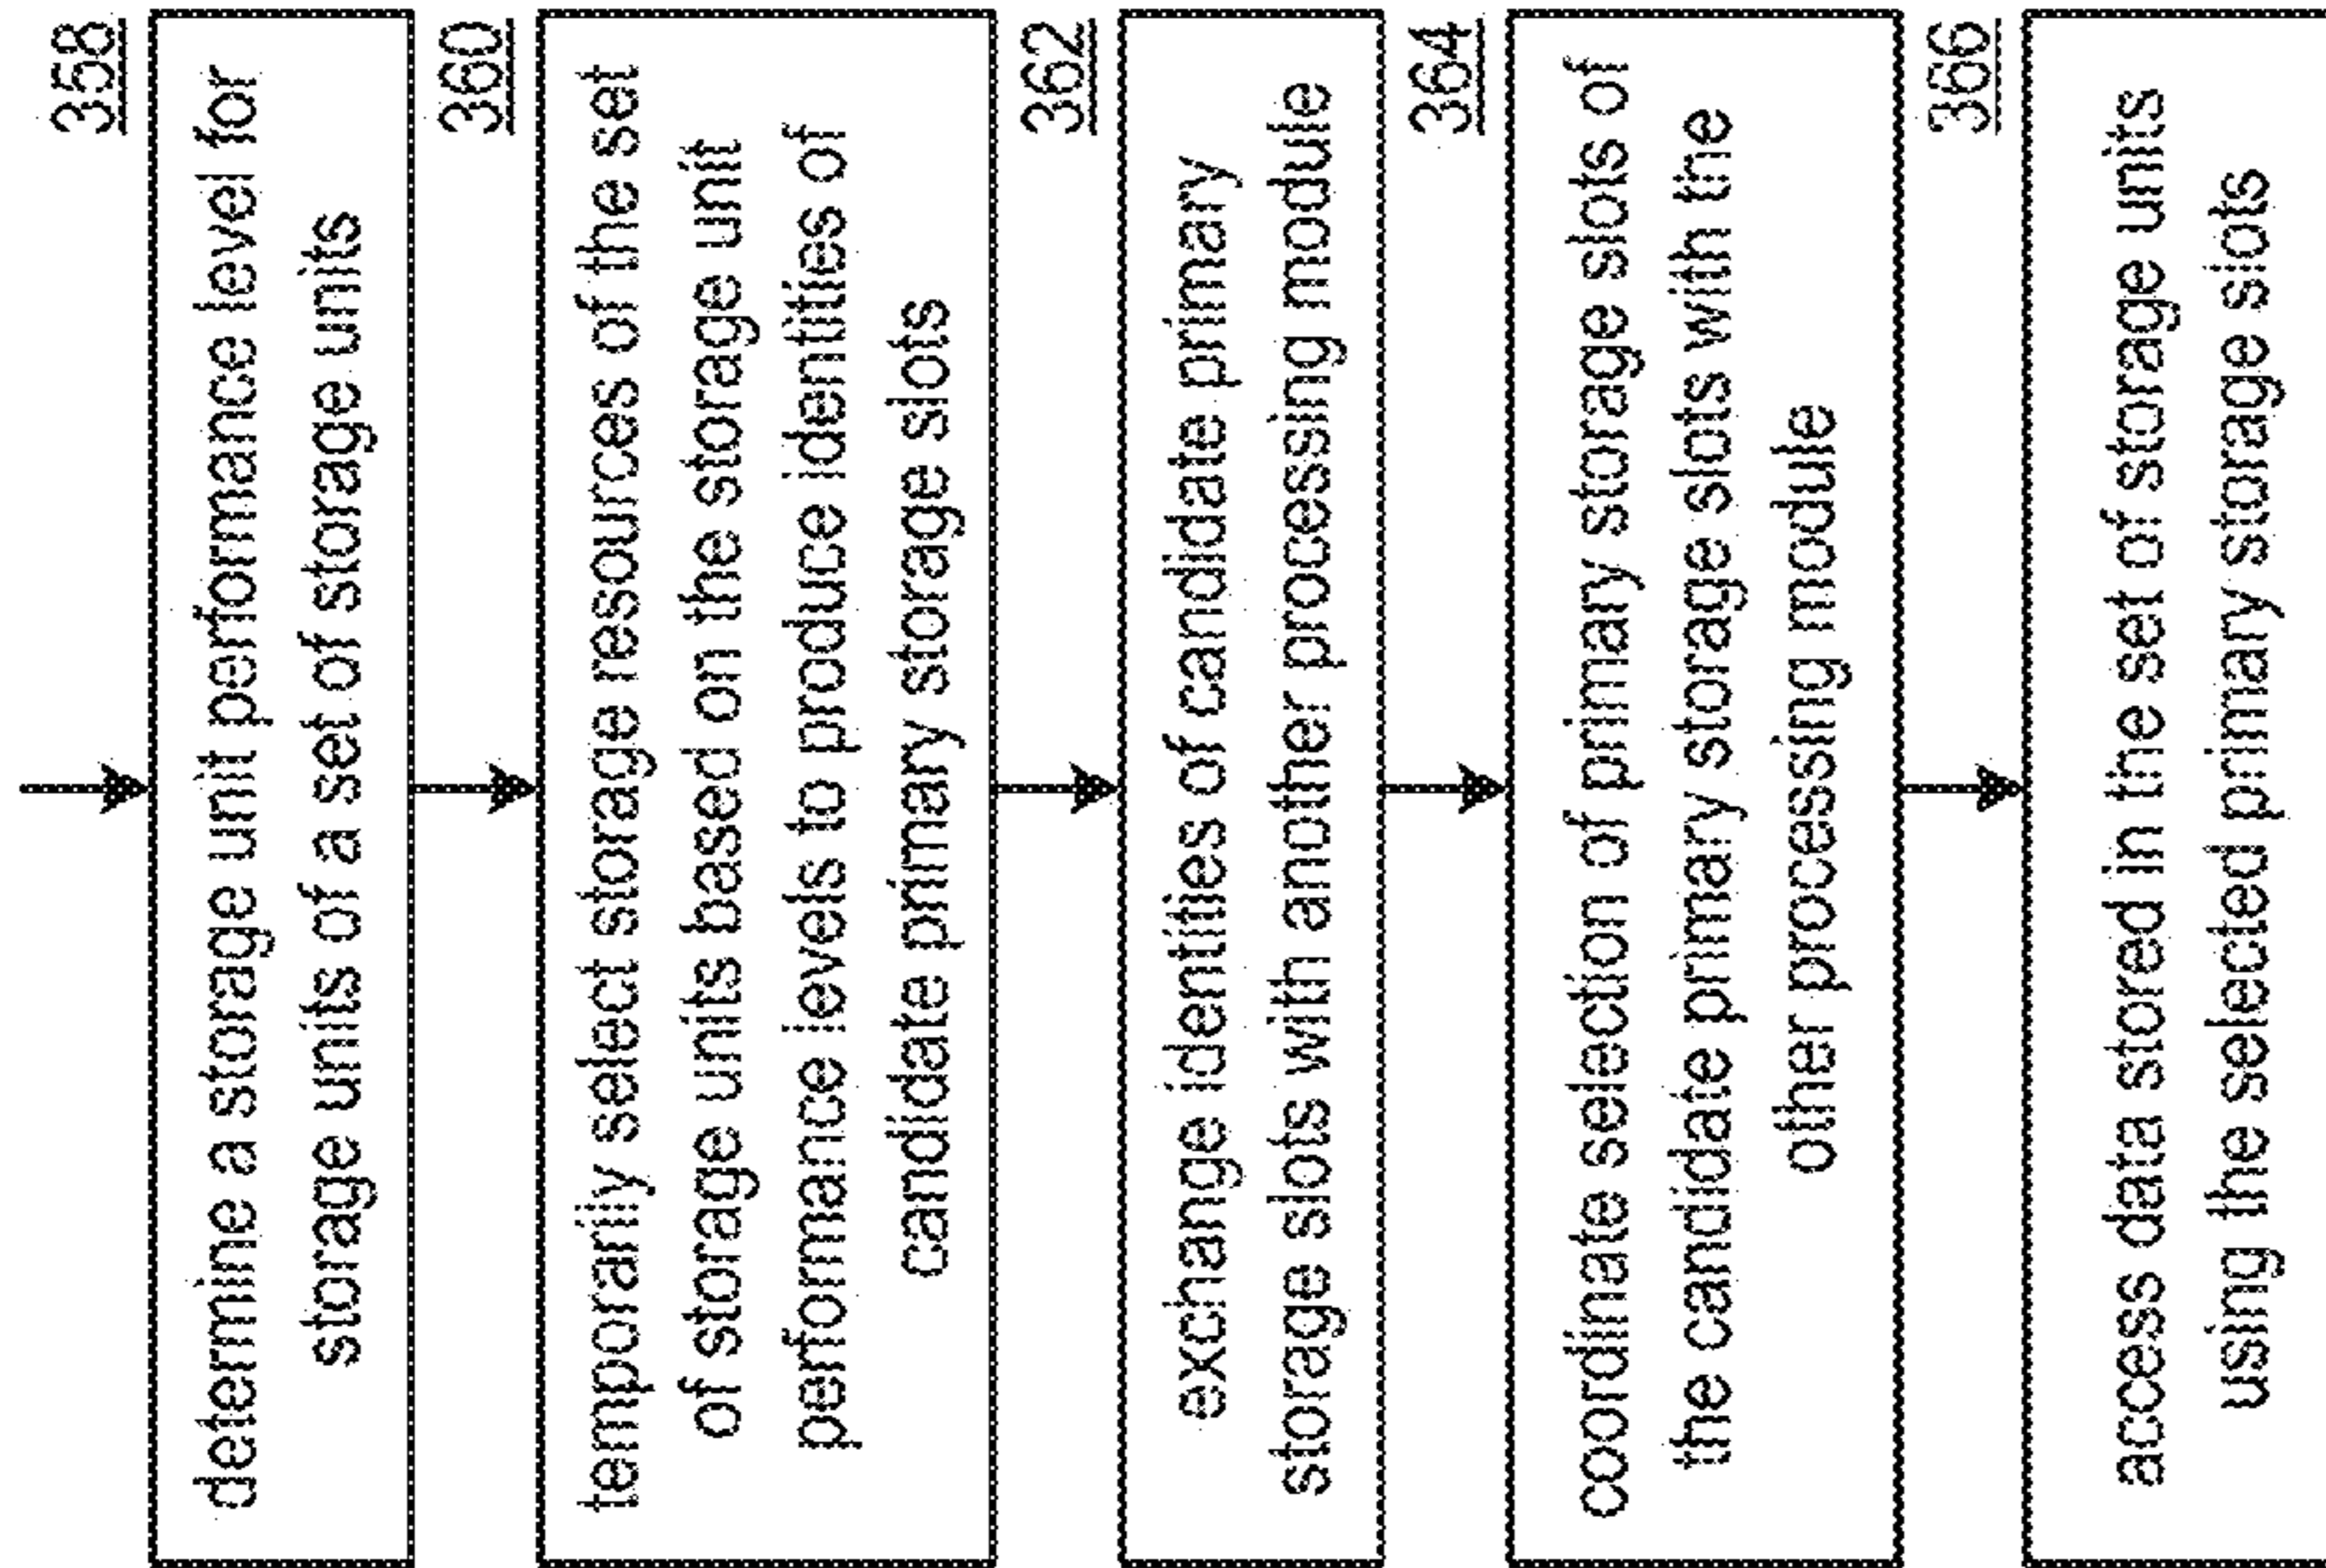 358
determine a storage unit performance level for
storage units of a set of storage units
360
temporarily select storage resources of the set
of storage units based on the storage unit
performance levels to produce identities of
candidate primary storage slots
362
exchange identities of candidate primary
storage slots with another processing module
364
coordinate selection of primary storage slots of
the candidate primary storage slots with the
other processing module
366
access data stored in the set of storage units
using the selected primary storage slots